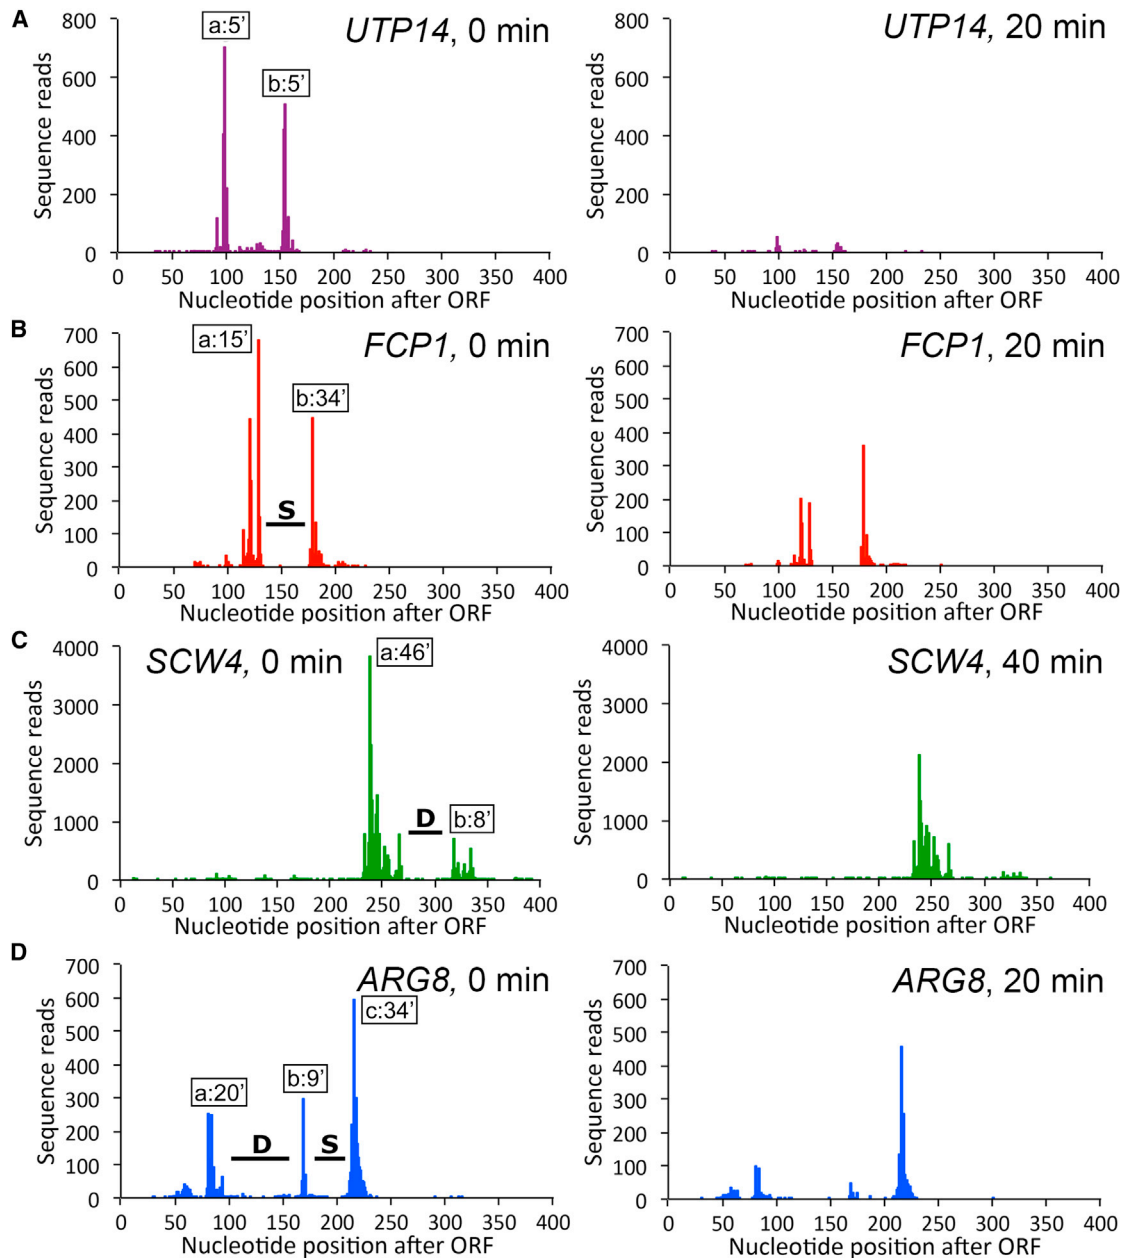 A
UTP14, 0 min
a:5’
b:5’
Sequence reads
800
600
400
200
0
0 50 100 150 200 250 300 350 400
Nucleotide position after ORF
UTP14, 20 min
Sequence reads
800
600
400
200
0
0 50 100 150 200 250 300 350 400
Nucleotide position after ORF
B
FCP1, 0 min
a:15’
b:34’
S
Sequence reads
700
600
500
400
300
200
100
0
0 50 100 150 200 250 300 350 400
Nucleotide position after ORF
FCP1, 20 min
Sequence reads
700
600
500
400
300
200
100
0
0 50 100 150 200 250 300 350 400
Nucleotide position after ORF
C
SCW4, 0 min
a:46’
D
b:8’
Sequence reads
4000
3000
2000
1000
0
0 50 100 150 200 250 300 350 400
Nucleotide position after ORF
SCW4, 40 min
Sequence reads
4000
3000
2000
1000
0
0 50 100 150 200 250 300 350 400
Nucleotide position after ORF
D
ARG8, 0 min
c:34’
a:20’
b:9’
D
S
Sequence reads
700
600
500
400
300
200
100
0
0 50 100 150 200 250 300 350 400
Nucleotide position after ORF
ARG8, 20 min
Sequence reads
700
600
500
400
300
200
100
0
0 50 100 150 200 250 300 350 400
Nucleotide position after ORF